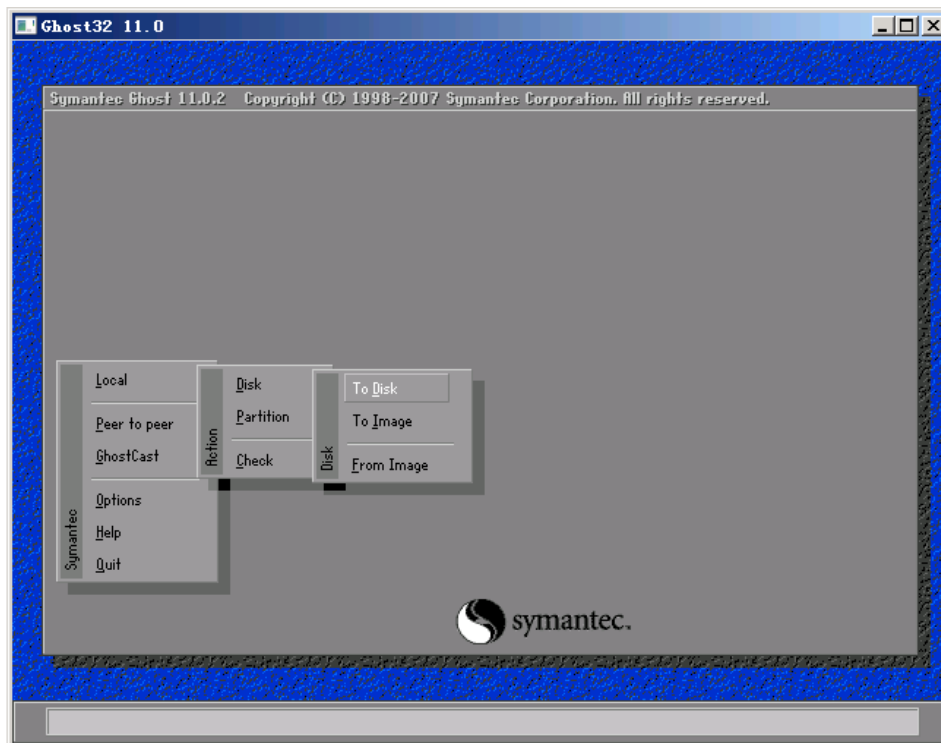 Ghost32 11.0
Symantec Ghost 11.0.2 Copyright (C) 1998-2007 Symantec Corporation. All rights reserved.
Symantec
Local
Peer to peer
GhostCast
Options
Help
Quit
Action
Disk
Partition
Check
Disk
To Disk
To Image
From Image
symantec.